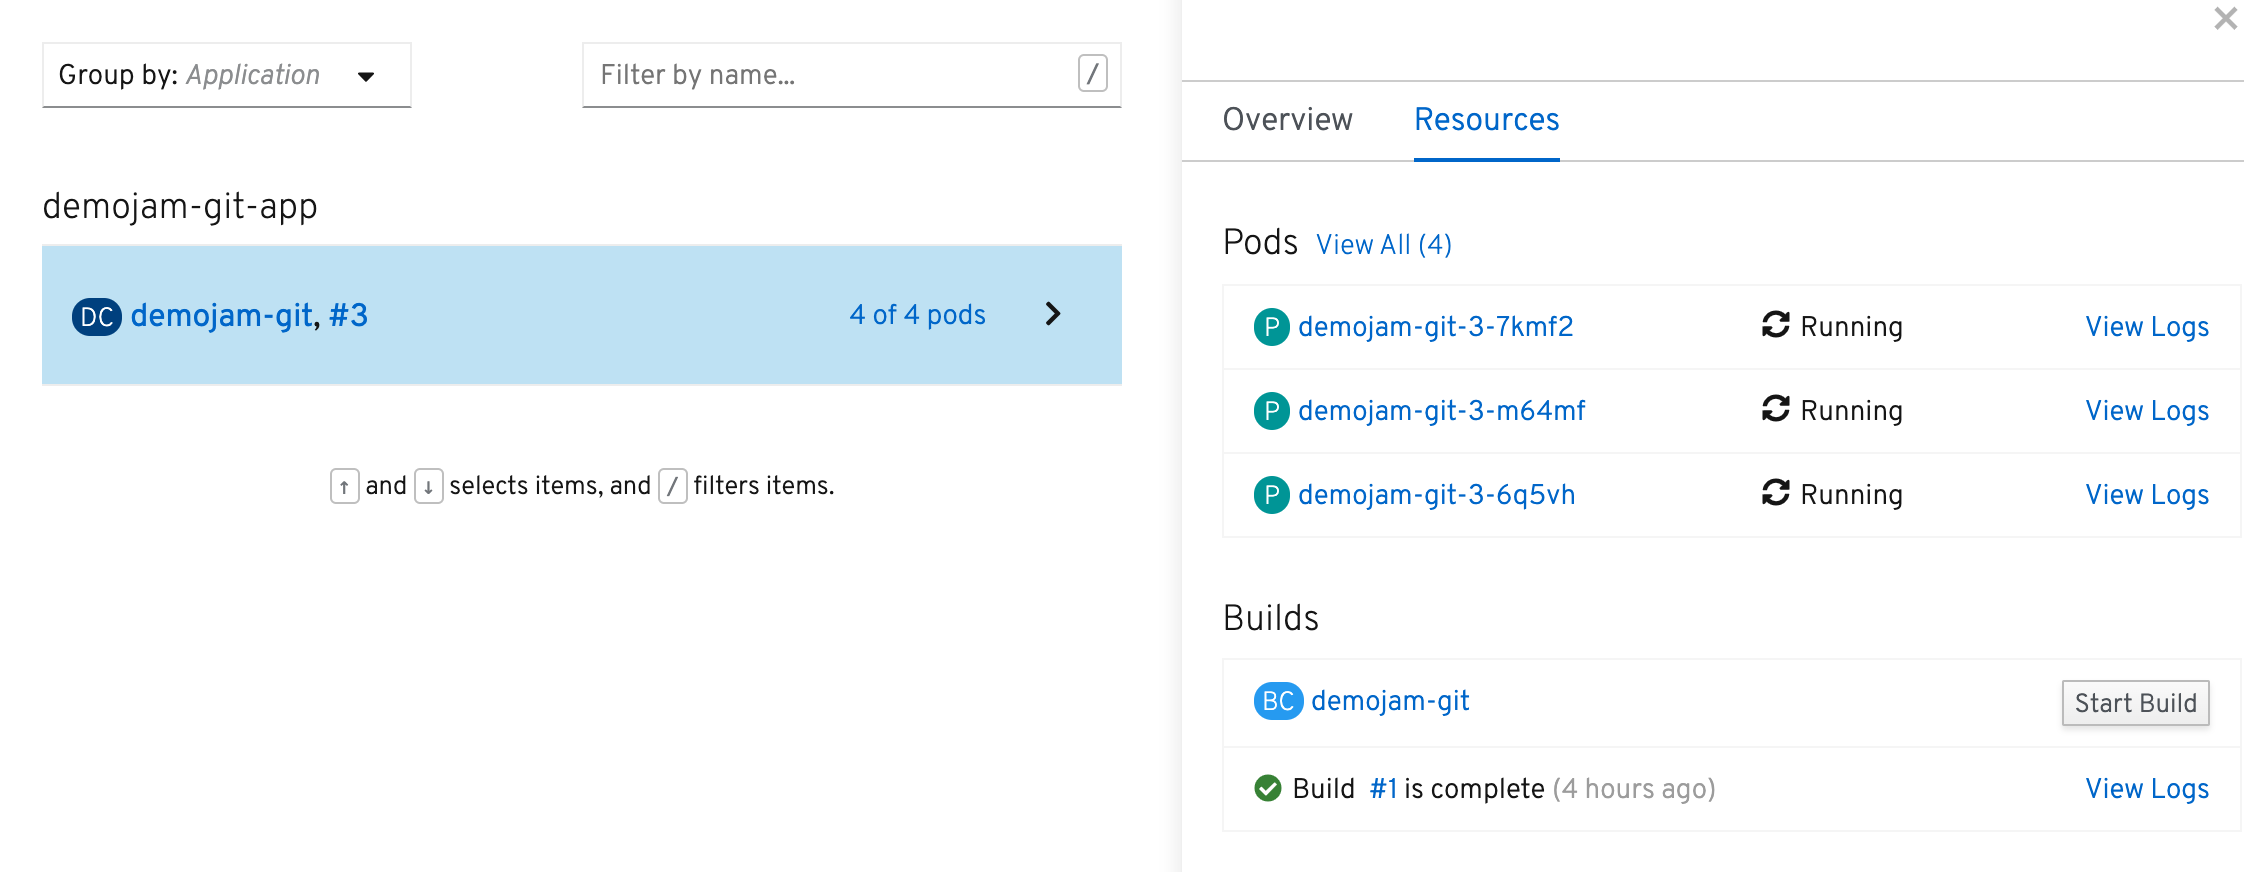 Group by: Application
Filter by name...
/
demojam-git-app
DC demojam-git, #3
4 of 4 pods
↑ and ↓ selects items, and / filters items.
Overview
Resources
Pods View All (4)
P demojam-git-3-7kmf2 Running View Logs
P demojam-git-3-m64mf Running View Logs
P demojam-git-3-6q5vh Running View Logs
Builds
BC demojam-git Start Build
Build #1 is complete (4 hours ago) View Logs